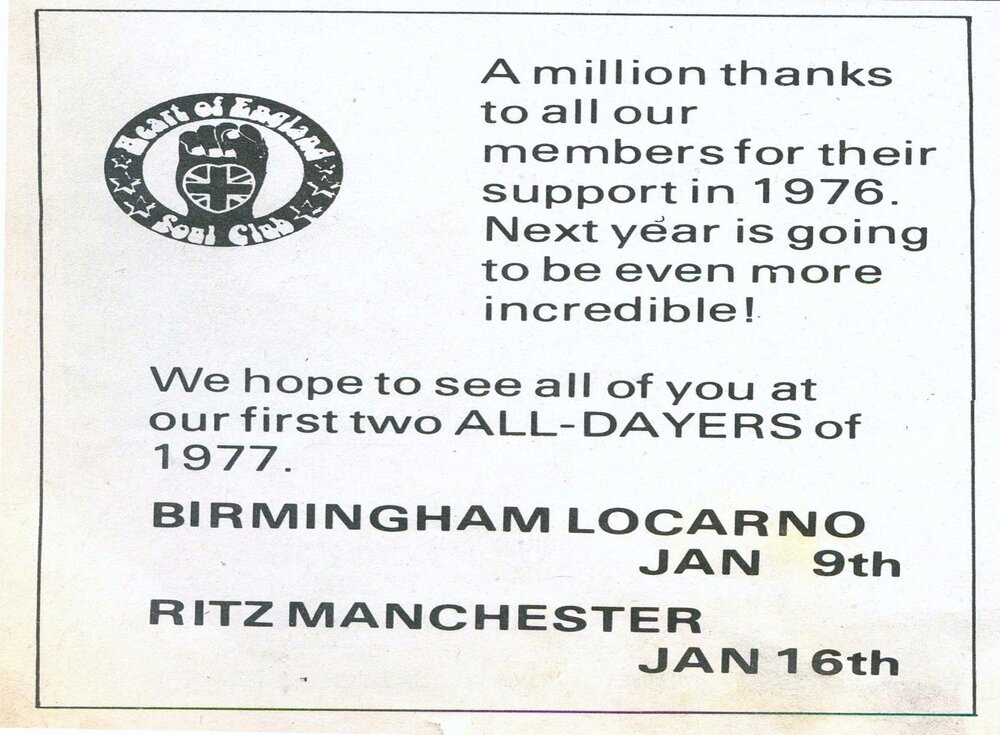 Heart of England
Soul Club
A million thanks
to all our
members for their
support in 1976.
Next year is going
to be even more
incredible!
We hope to see all of you at
our first two ALL-DAYERS of
1977.
BIRMINGHAM LOCARNO
JAN 9th
RITZ MANCHESTER
JAN 16th